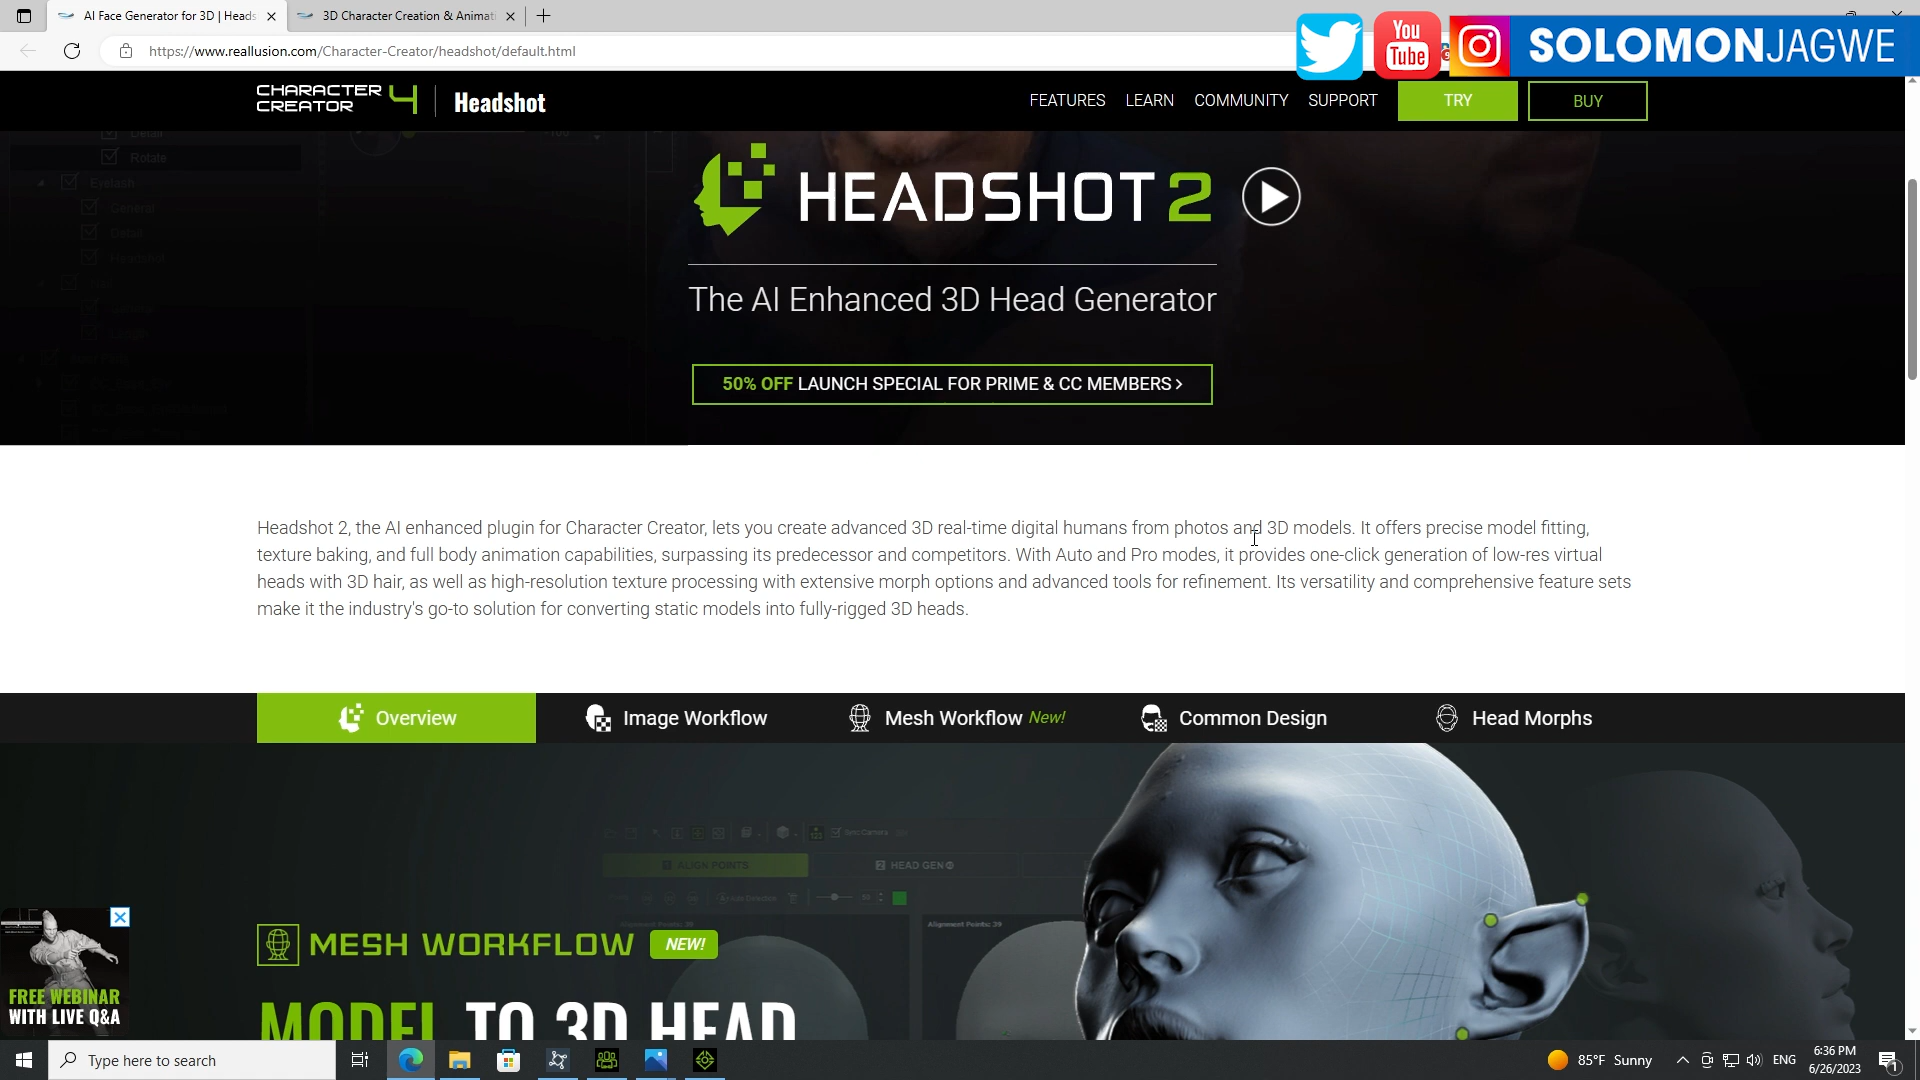 AI Face Generator for 3D | Heads
3D Character Creation & Animat
https://www.reallusion.com/Character-Creator/headshot/default.html
You
Tube
SOLOMONJAGWE
CHARACTER
CREATOR 4
Headshot
FEATURES
LEARN
COMMUNITY
SUPPORT
TRY
BUY
Detail
Rotate
Eyelash
General
Detail
Headshot
HEADSHOT 2
The AI Enhanced 3D Head Generator
50% OFF LAUNCH SPECIAL FOR PRIME & CC MEMBERS >
Headshot 2, the AI enhanced plugin for Character Creator, lets you create advanced 3D real-time digital humans from photos and 3D models. It offers precise model fitting,
texture baking, and full body animation capabilities, surpassing its predecessor and competitors. With Auto and Pro modes, it provides one-click generation of low-res virtual
heads with 3D hair, as well as high-resolution texture processing with extensive morph options and advanced tools for refinement. Its versatility and comprehensive feature sets
make it the industry's go-to solution for converting static models into fully-rigged 3D heads.
Overview
Image Workflow
Mesh Workflow New!
Common Design
Head Morphs
Sync Camera
1 ALIGN POINTS
2 HEAD GEN
Alignment Points: 39
MESH WORKFLOW
NEW!
MODEL TO 3D HEAD
FREE WEBINAR
WITH LIVE Q&A
Type here to search
85°F Sunny
ENG
6:36 PM
6/26/2023
1